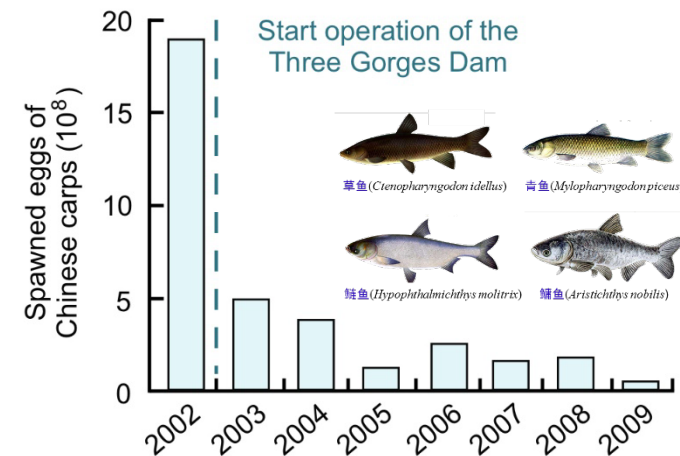 Start operation of the
Three Gorges Dam
Spawned eggs of
Chinese carps (10⁸)
20
15
10
5
0
草鱼(Ctenopharyngodon idellus)
青鱼(Mylopharyngodon piceus
鲢鱼(Hypophthalmichthys molitrix)
鳙鱼(Aristichthys nobilis)
2002 2003 2004 2005 2006 2007 2008 2009